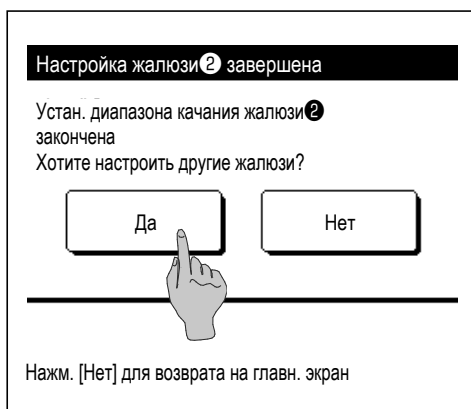 Настройка жалюзи❷ завершена
Устан. диапазона качания жалюзи❷
закончена
Хотите настроить другие жалюзи?
Да
Нет
Нажм. [Нет] для возврата на главн. экран